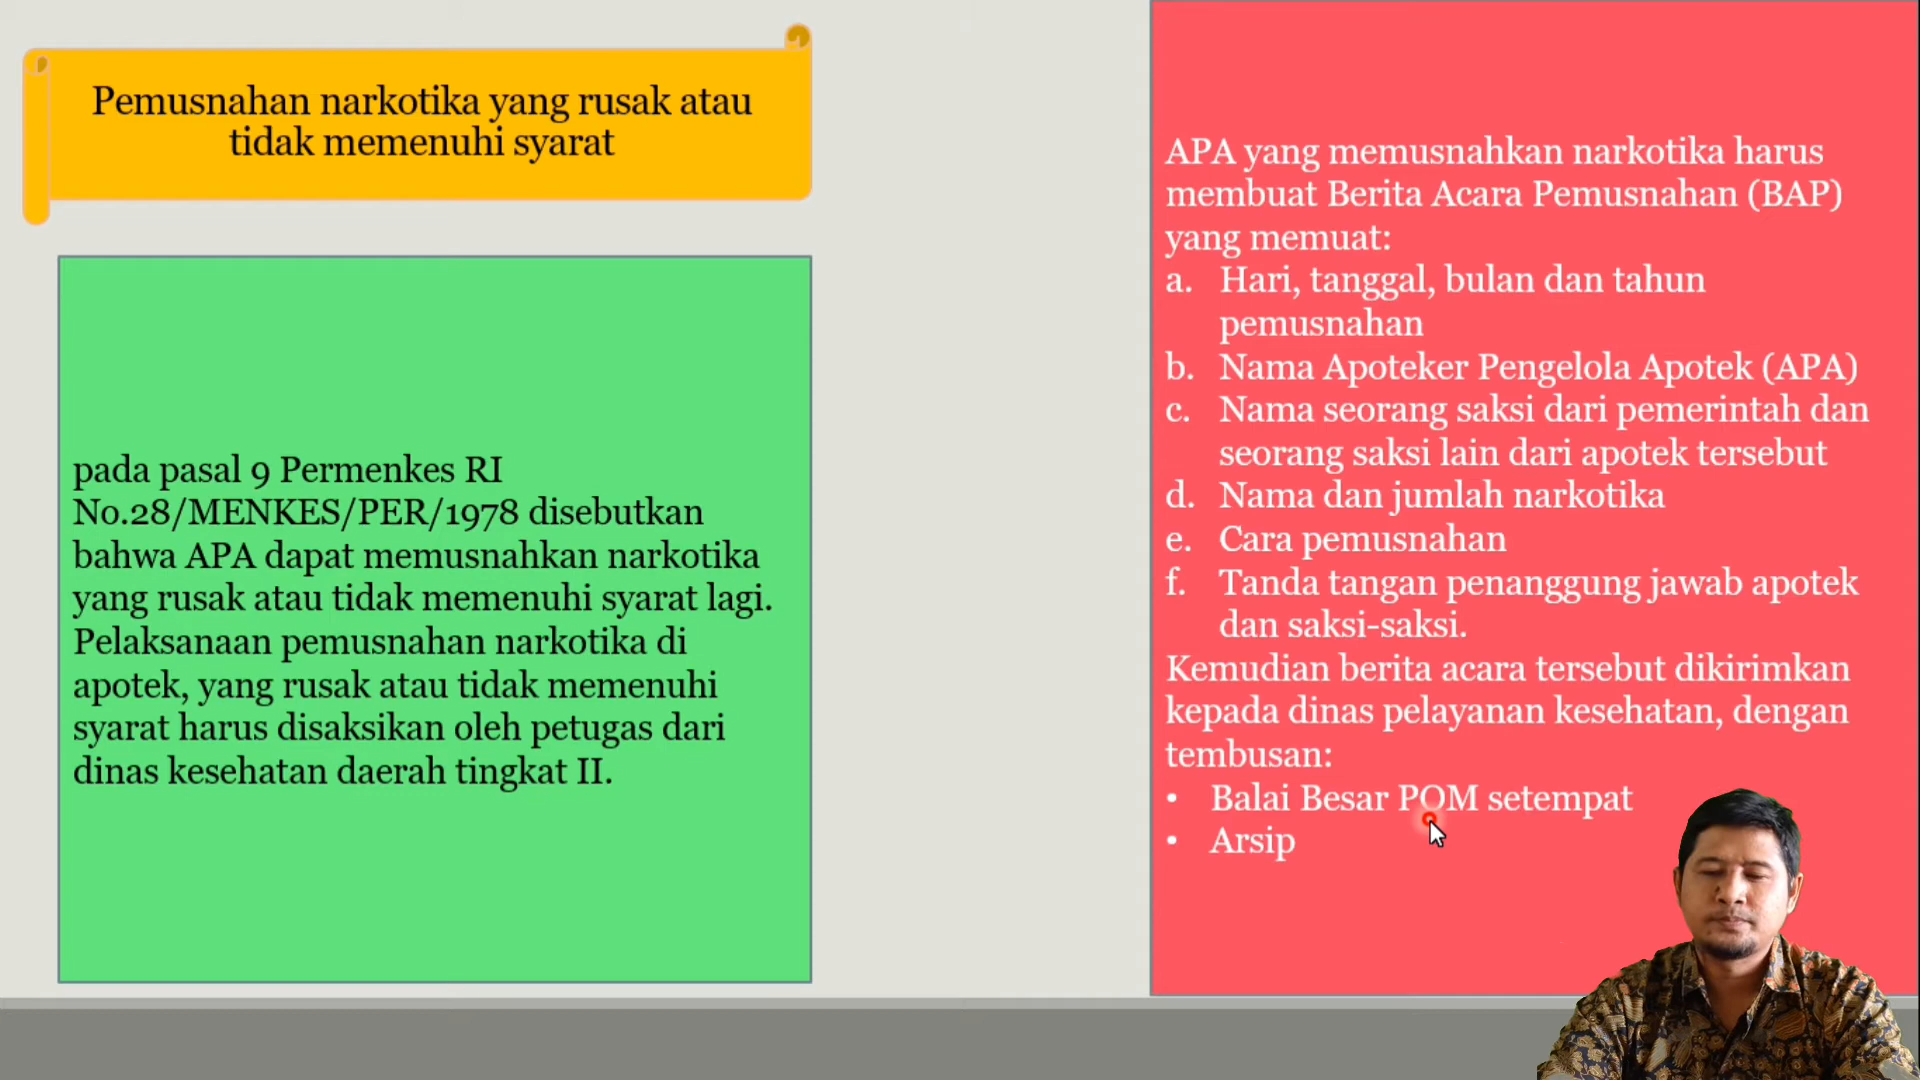 Pemusnahan narkotika yang rusak atau
tidak memenuhi syarat
pada pasal 9 Permenkes RI
No.28/MENKES/PER/1978 disebutkan
bahwa APA dapat memusnahkan narkotika
yang rusak atau tidak memenuhi syarat lagi.
Pelaksanaan pemusnahan narkotika di
apotek, yang rusak atau tidak memenuhi
syarat harus disaksikan oleh petugas dari
dinas kesehatan daerah tingkat II.
APA yang memusnahkan narkotika harus
membuat Berita Acara Pemusnahan (BAP)
yang memuat:
a. Hari, tanggal, bulan dan tahun
pemusnahan
b. Nama Apoteker Pengelola Apotek (APA)
c. Nama seorang saksi dari pemerintah dan
seorang saksi lain dari apotek tersebut
d. Nama dan jumlah narkotika
e. Cara pemusnahan
f. Tanda tangan penanggung jawab apotek
dan saksi-saksi.
Kemudian berita acara tersebut dikirimkan
kepada dinas pelayanan kesehatan, dengan
tembusan:
• Balai Besar POM setempat
• Arsip